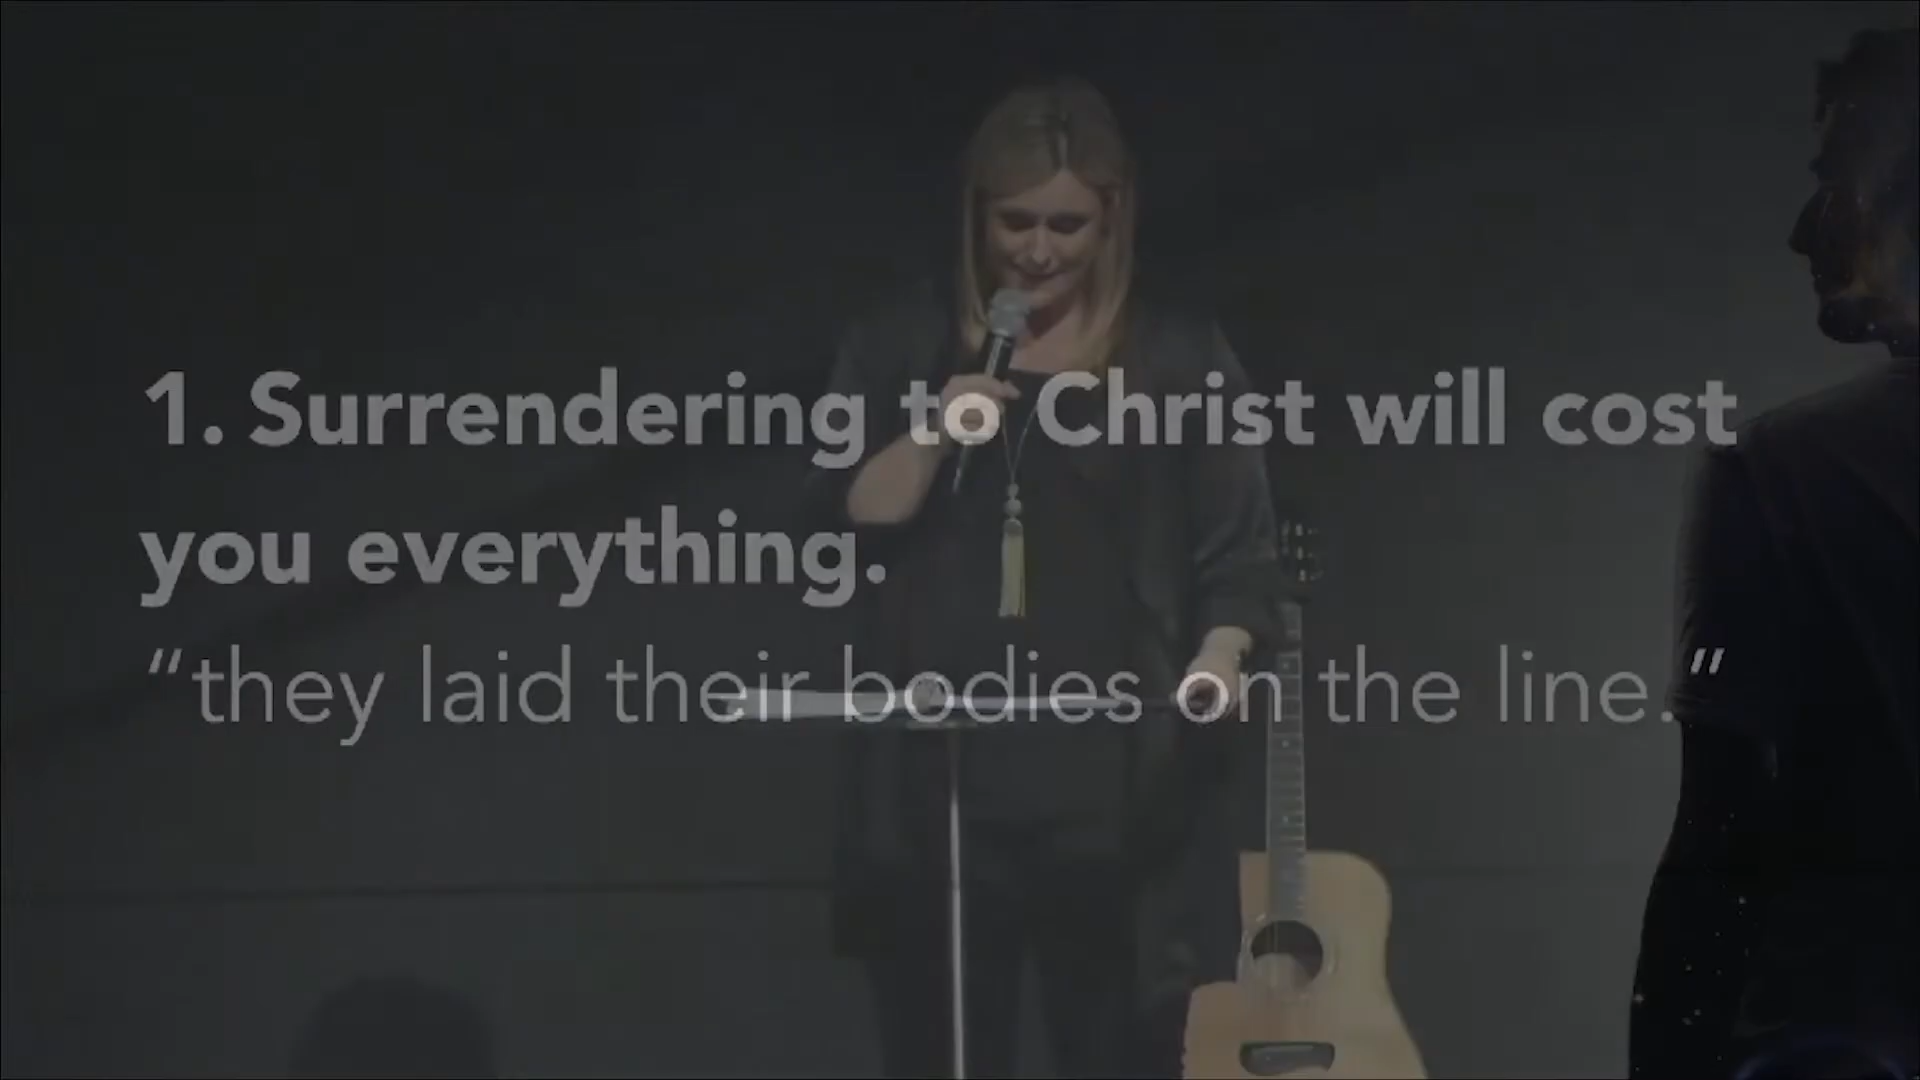 1. Surrendering to Christ will cost
you everything.
“they laid their bodies on the line.”